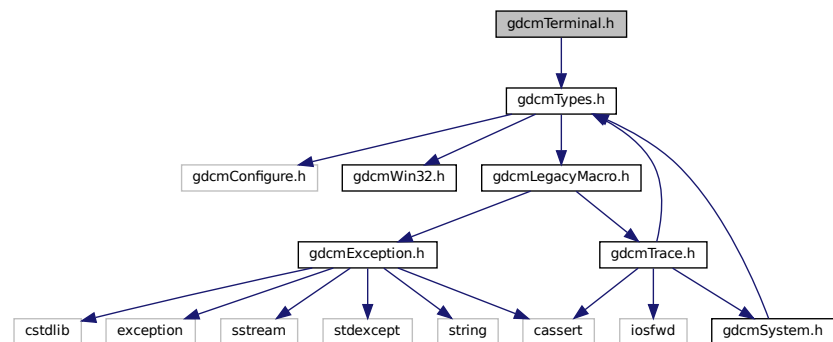 gdcmTerminal.h
gdcmTypes.h
gdcmConfigure.h
gdcmWin32.h
gdcmLegacyMacro.h
gdcmException.h
gdcmTrace.h
cstdlib
exception
sstream
stdexcept
string
cassert
iosfwd
gdcmSystem.h